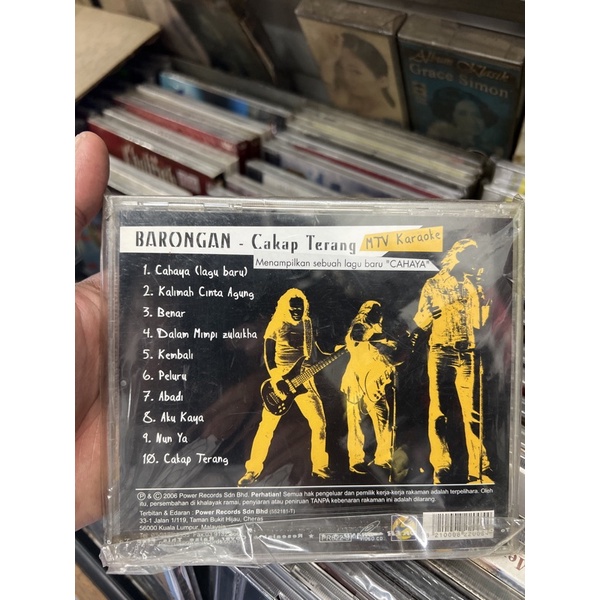 Grace Simon
BARONGAN - Cakap Terang MTV Karaoke
Menampilkan sebuah lagu baru "CAHAYA"
1. Cahaya (lagu baru)
2. Kalimah Cinta Agung
3. Benar
4. Dalam Mimpi zulaikha
5. Kembali
6. Peluru
7. Abadi
8. Aku Kaya
9. Nun Ya
10. Cakap Terang
℗ & © 2006 Power Records Sdn Bhd. Perhatian! Semua hak pengeluar dan pemilik kerja-kerja rakaman adalah terpelihara. Oleh
itu, persembahan di khalayak ramai, penyiaran atau peniruan TANPA kebenaran rakaman ini adalah dilarang
Terbitan & Edaran : Power Records Sdn Bhd
33-1 Jalan 1/119, Taman Bukit Hijau, Cheras
56000 Kuala Lumpur, Malaysia